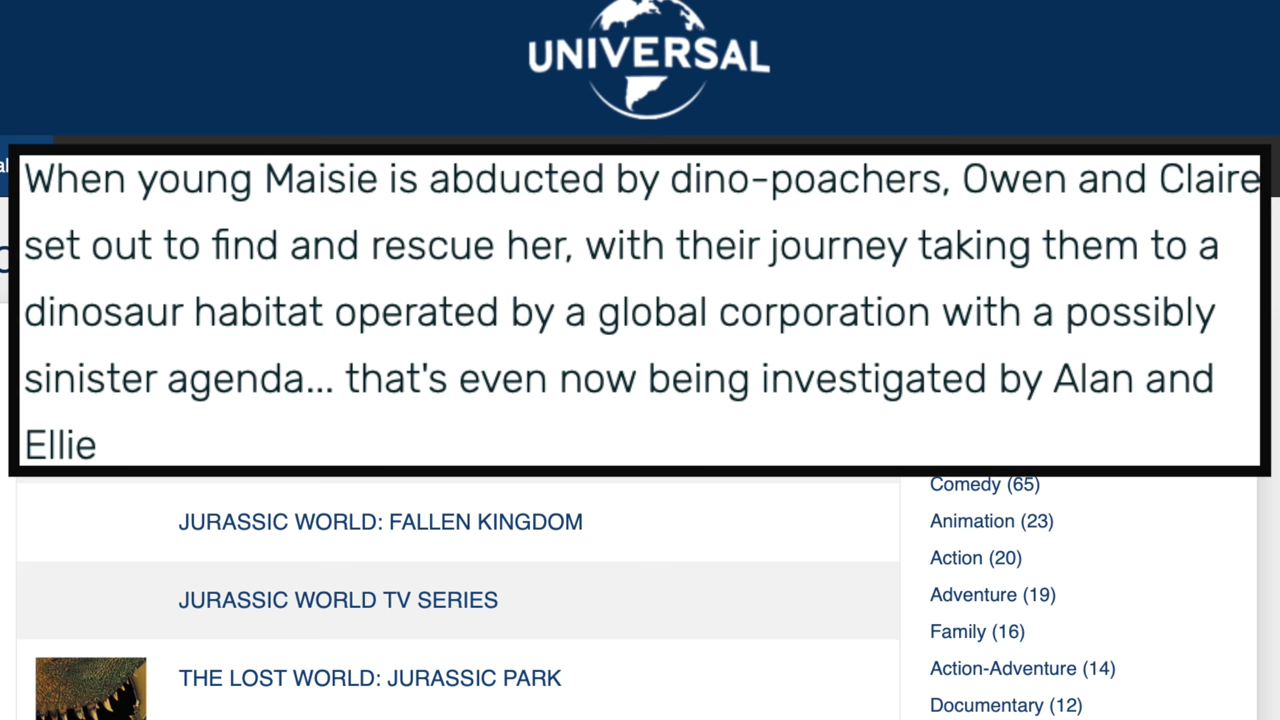 UNIVERSAL
When young Maisie is abducted by dino-poachers, Owen and Claire
set out to find and rescue her, with their journey taking them to a
dinosaur habitat operated by a global corporation with a possibly
sinister agenda... that's even now being investigated by Alan and
Ellie
JURASSIC WORLD: FALLEN KINGDOM
JURASSIC WORLD TV SERIES
THE LOST WORLD: JURASSIC PARK
Comedy (65)
Animation (23)
Action (20)
Adventure (19)
Family (16)
Action-Adventure (14)
Documentary (12)